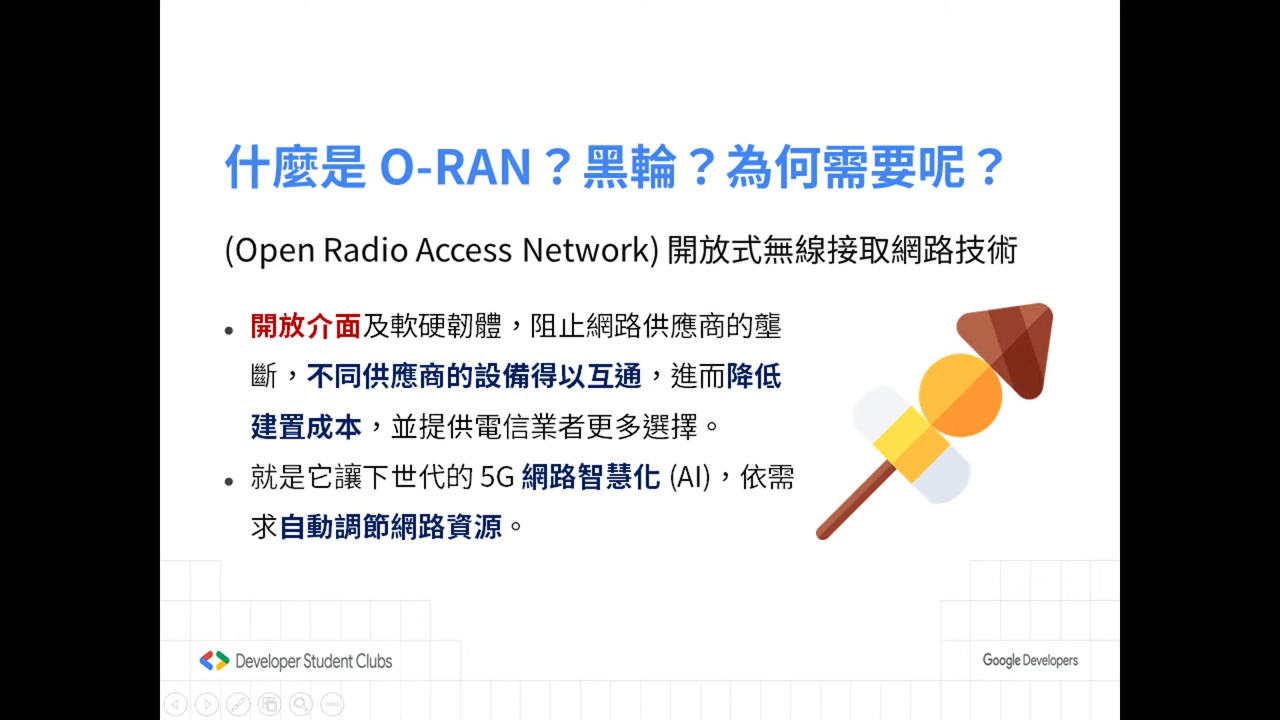 什麼是 O-RAN？黑輪？為何需要呢？
(Open Radio Access Network) 開放式無線接取網路技術
• 開放介面及軟硬韌體，阻止網路供應商的壟
斷，不同供應商的設備得以互通，進而降低
建置成本，並提供電信業者更多選擇。
• 就是它讓下世代的 5G 網路智慧化 (AI)，依需
求自動調節網路資源。
Developer Student Clubs
Google Developers